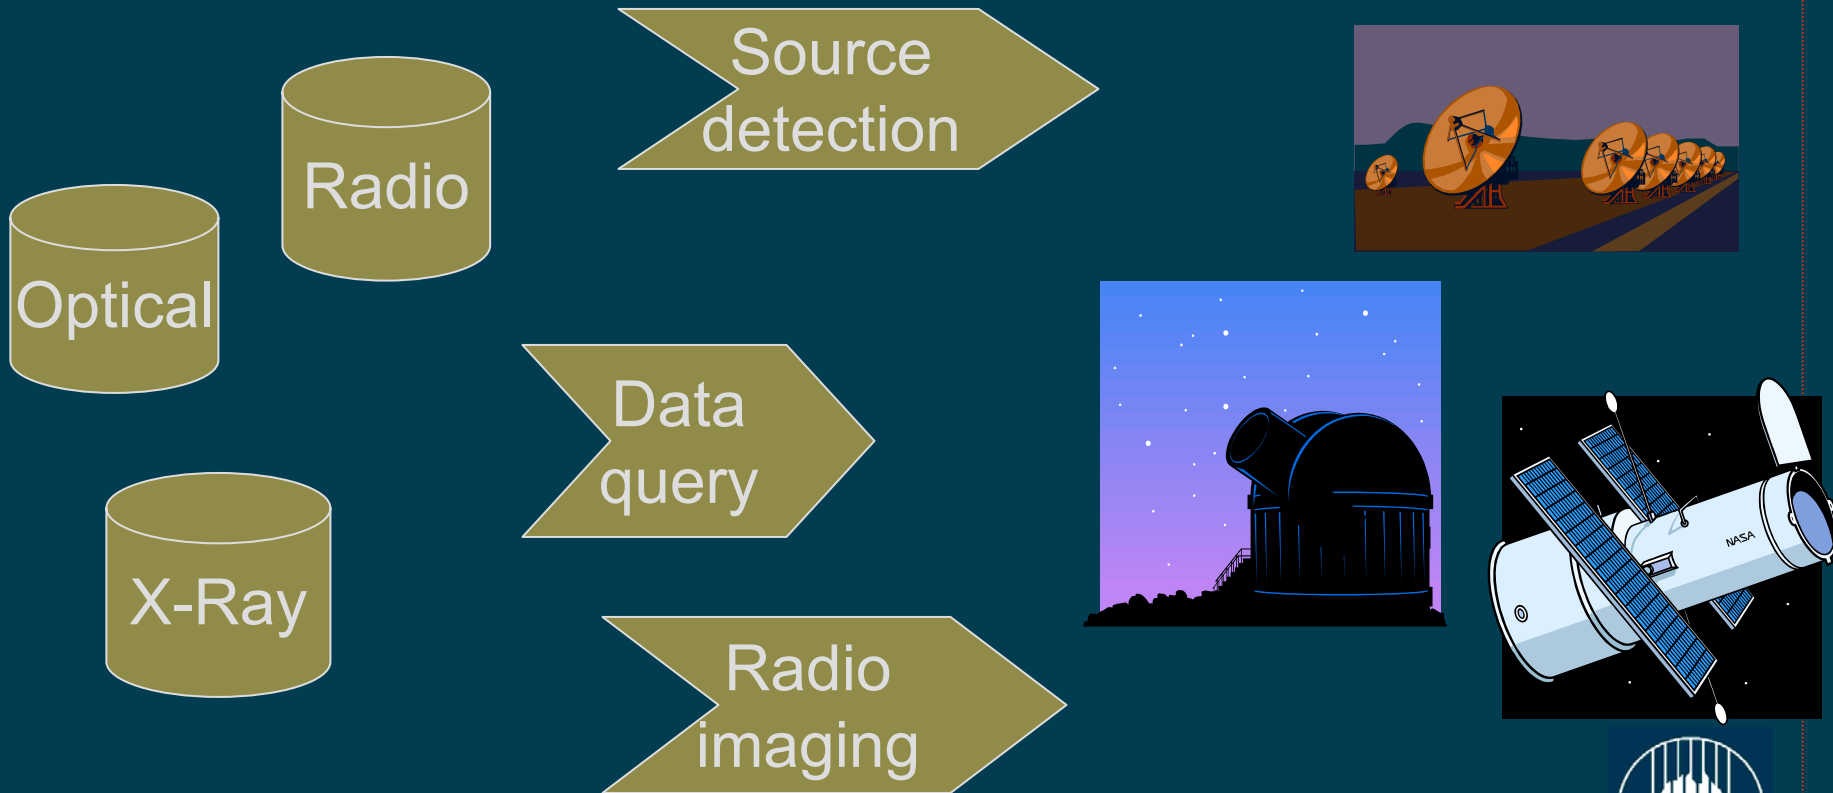 Radio
Optical
X-Ray
Source
detection
Data
query
Radio
imaging
NASA